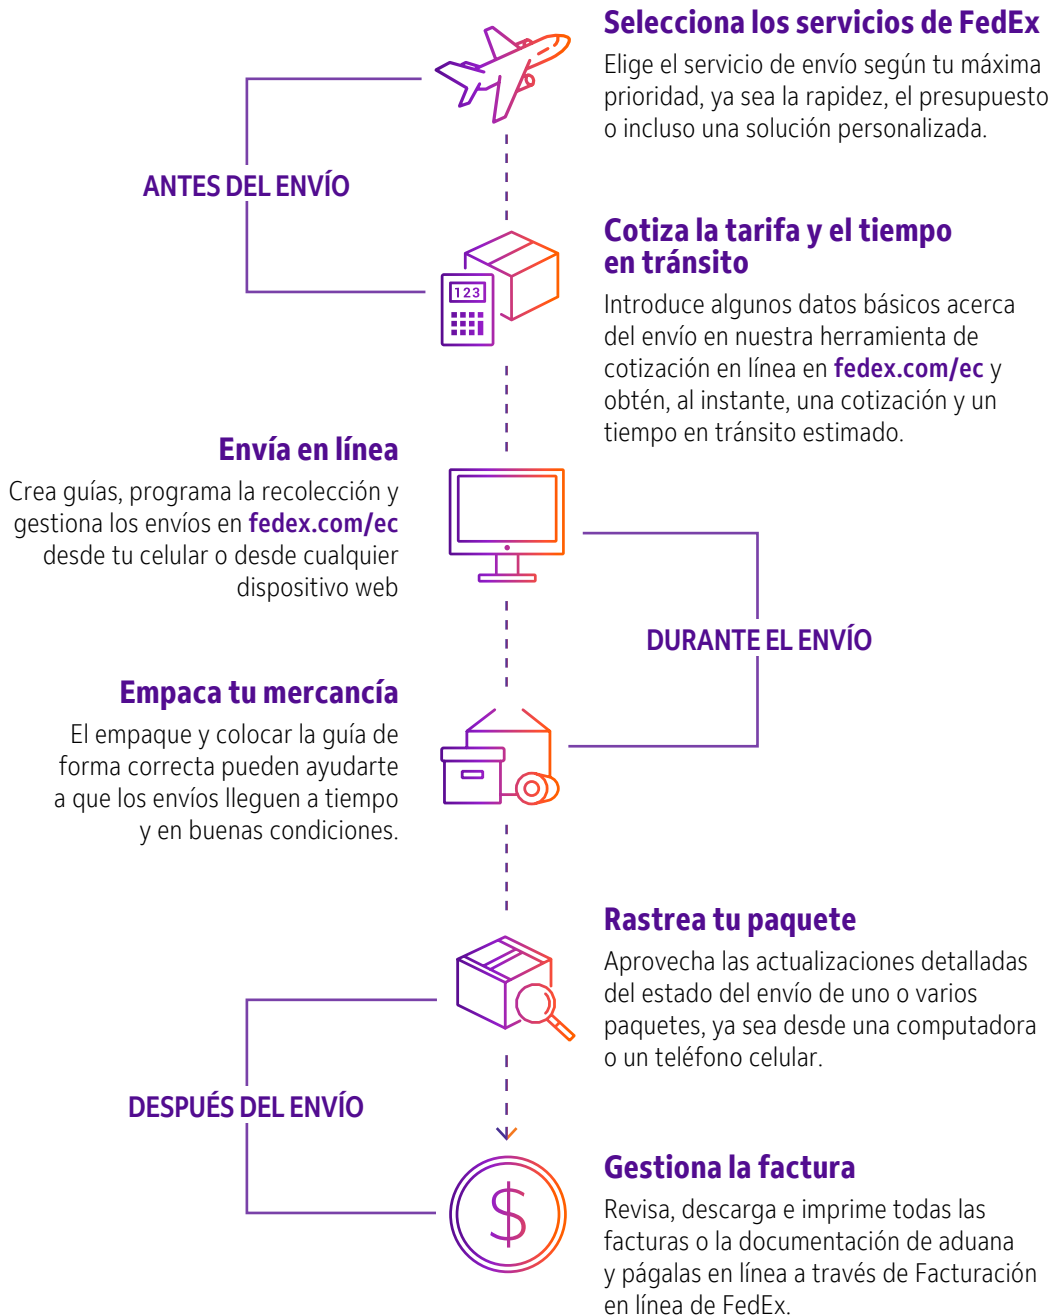 Selecciona los servicios de FedEx
Elige el servicio de envío según tu máxima
prioridad, ya sea la rapidez, el presupuesto
o incluso una solución personalizada.
ANTES DEL ENVÍO
Cotiza la tarifa y el tiempo
en tránsito
Introduce algunos datos básicos acerca
del envío en nuestra herramienta de
cotización en línea en fedex.com/ec y
obtén, al instante, una cotización y un
tiempo en tránsito estimado.
123
Envía en línea
Crea guías, programa la recolección y
gestiona los envíos en fedex.com/ec
desde tu celular o desde cualquier
dispositivo web
DURANTE EL ENVÍO
Empaca tu mercancía
El empaque y colocar la guía de
forma correcta pueden ayudarte
a que los envíos lleguen a tiempo
y en buenas condiciones.
Rastrea tu paquete
Aprovecha las actualizaciones detalladas
del estado del envío de uno o varios
paquetes, ya sea desde una computadora
o un teléfono celular.
DESPUÉS DEL ENVÍO
$
Gestiona la factura
Revisa, descarga e imprime todas las
facturas o la documentación de aduana
y págalas en línea a través de Facturación
en línea de FedEx.